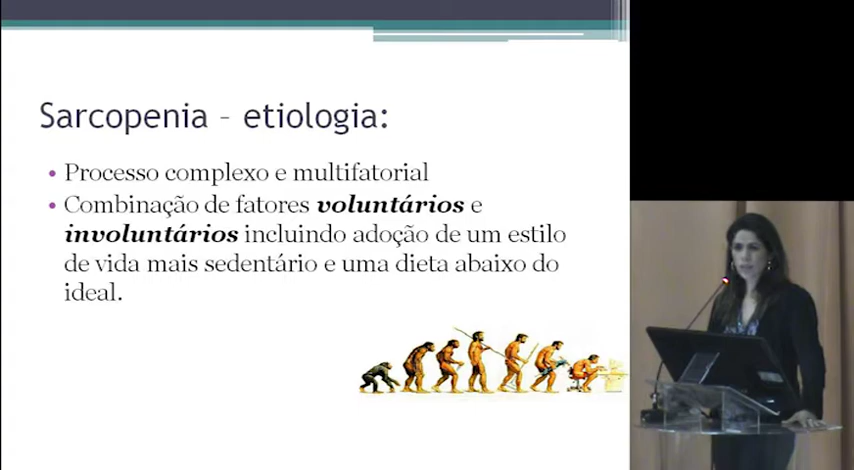 Sarcopenia – etiologia:
• Processo complexo e multifatorial
• Combinação de fatores voluntários e
involuntários incluindo adoção de um estilo
de vida mais sedentário e uma dieta abaixo do
ideal.